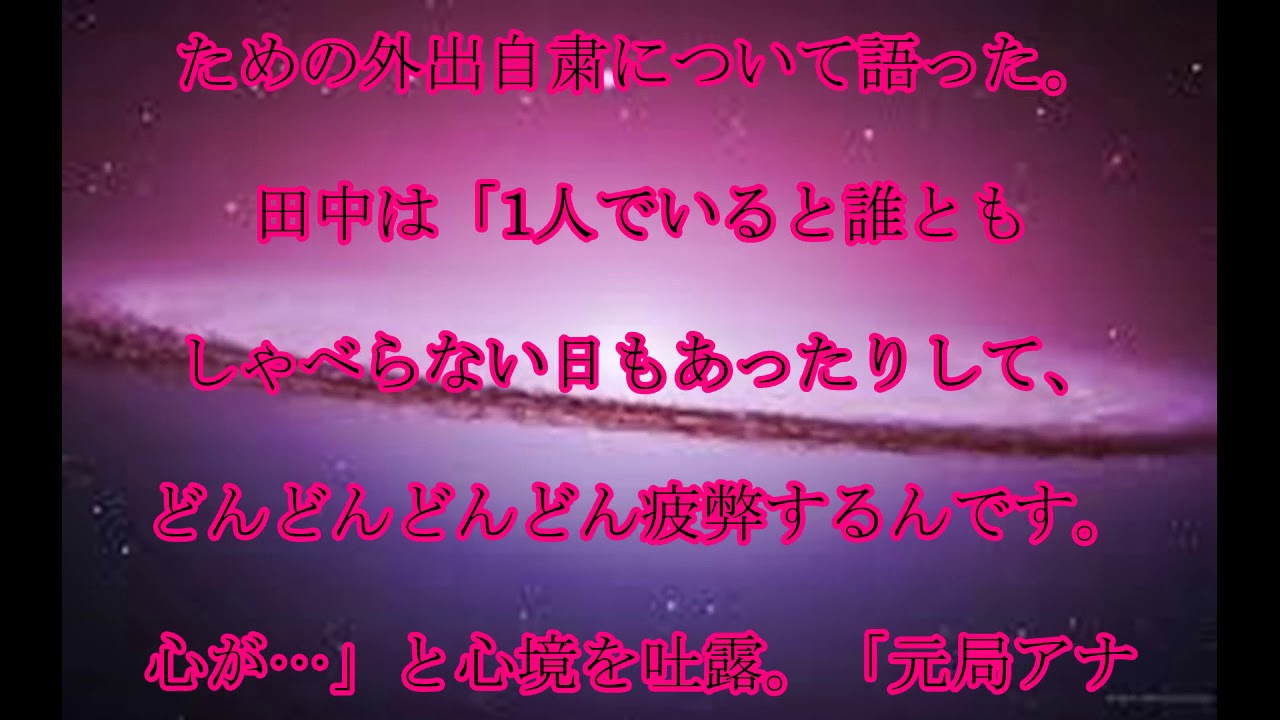 ための外出自粛について語った。
田中は「1人でいると誰とも
しゃべらない日もあったりして、
どんどんどんどん疲弊するんです。
心が…」と心境を吐露。「元局アナ